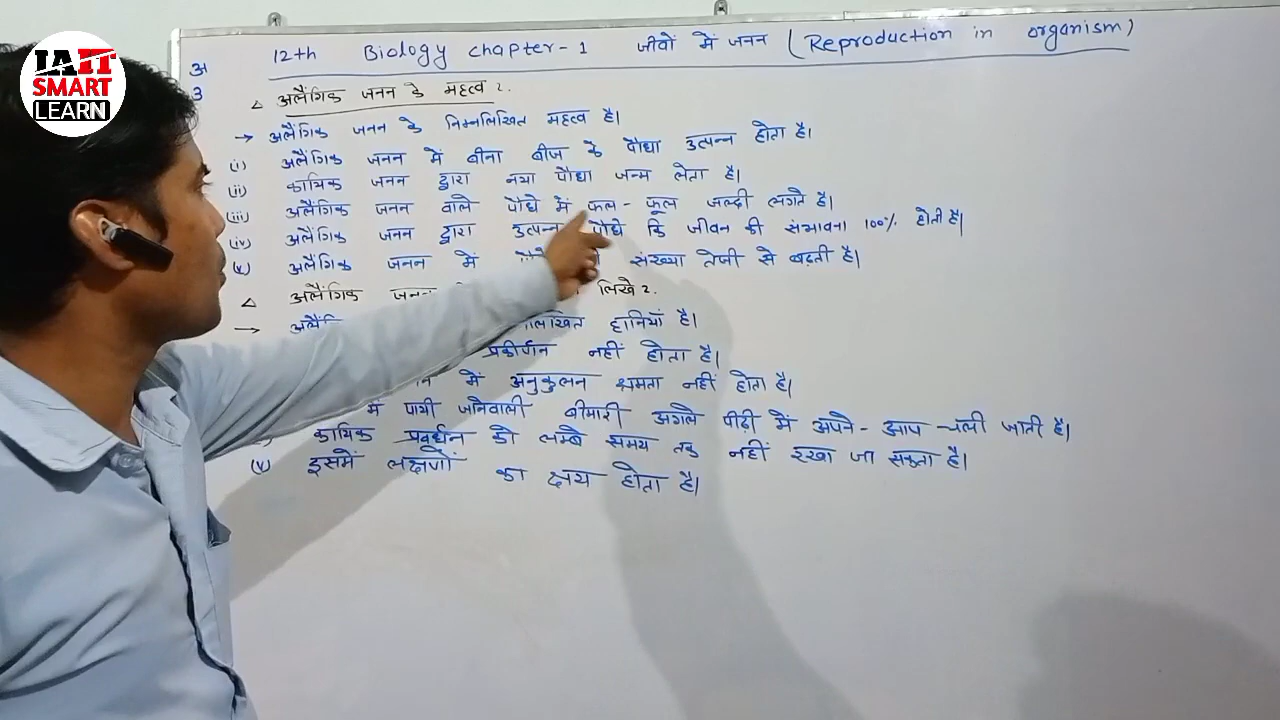 IAIT
SMART
LEARN
12th Biology chapter-1 जीवों में जनन (Reproduction in organism)
अ
3
△ अलैंगिक जनन के महत्व ?.
→ अलैंगिक जनन के निम्नलिखित महत्व है।
(i) अलैंगिक जनन में बीना बीज के पौधा उत्पन्न होता है।
(ii) कायिक जनन द्वारा नया पौधा जन्म लेता है।
(iii) अलैंगिक जनन वाले पौधे में फल - फूल जल्दी लगते है।
(iv) अलैंगिक जनन द्वारा उत्पन्न पौधे कि जीवन की संभावना 100% होती है।
(v) अलैंगिक जनन में संख्या तेजी से बढ़ती है।
△ अलैंगिक लिखे ?.
→ हानियाँ है।
प्रकीर्णन नहीं होता है।
में अनुकुलन क्षमता नहीं होता है।
में पायी जानेवाली बीमारी अगले पीढ़ी में अपने - आप चली जाती है।
कायिक प्रवर्धन को लम्बे समय तक नहीं रखा जा सकता है।
(v) इसमें लक्षणों का क्षय होता है।